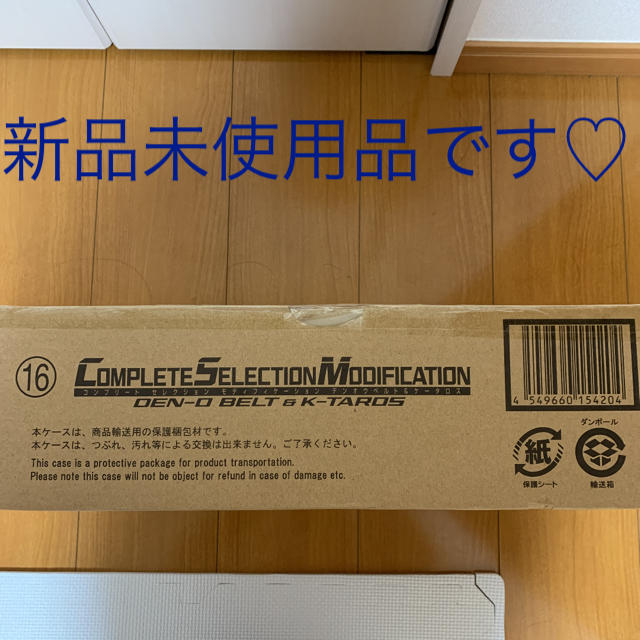 新品未使用品です♡
16
COMPLETE SELECTION MODIFICATION
コンプリート セレクション モディフィケーション デンオウベルト&ケータロス
DEN-O BELT & K-TAROS
本ケースは、商品輸送用の保護梱包材です。
本ケースは、つぶれ、汚れ等による交換は出来ません。ご了承ください。
This case is a protective package for product transportation.
Please note this case will not be object for refund in case of damage etc.
4 549660 154204
紙
保護シート
ダンボール
輸送箱